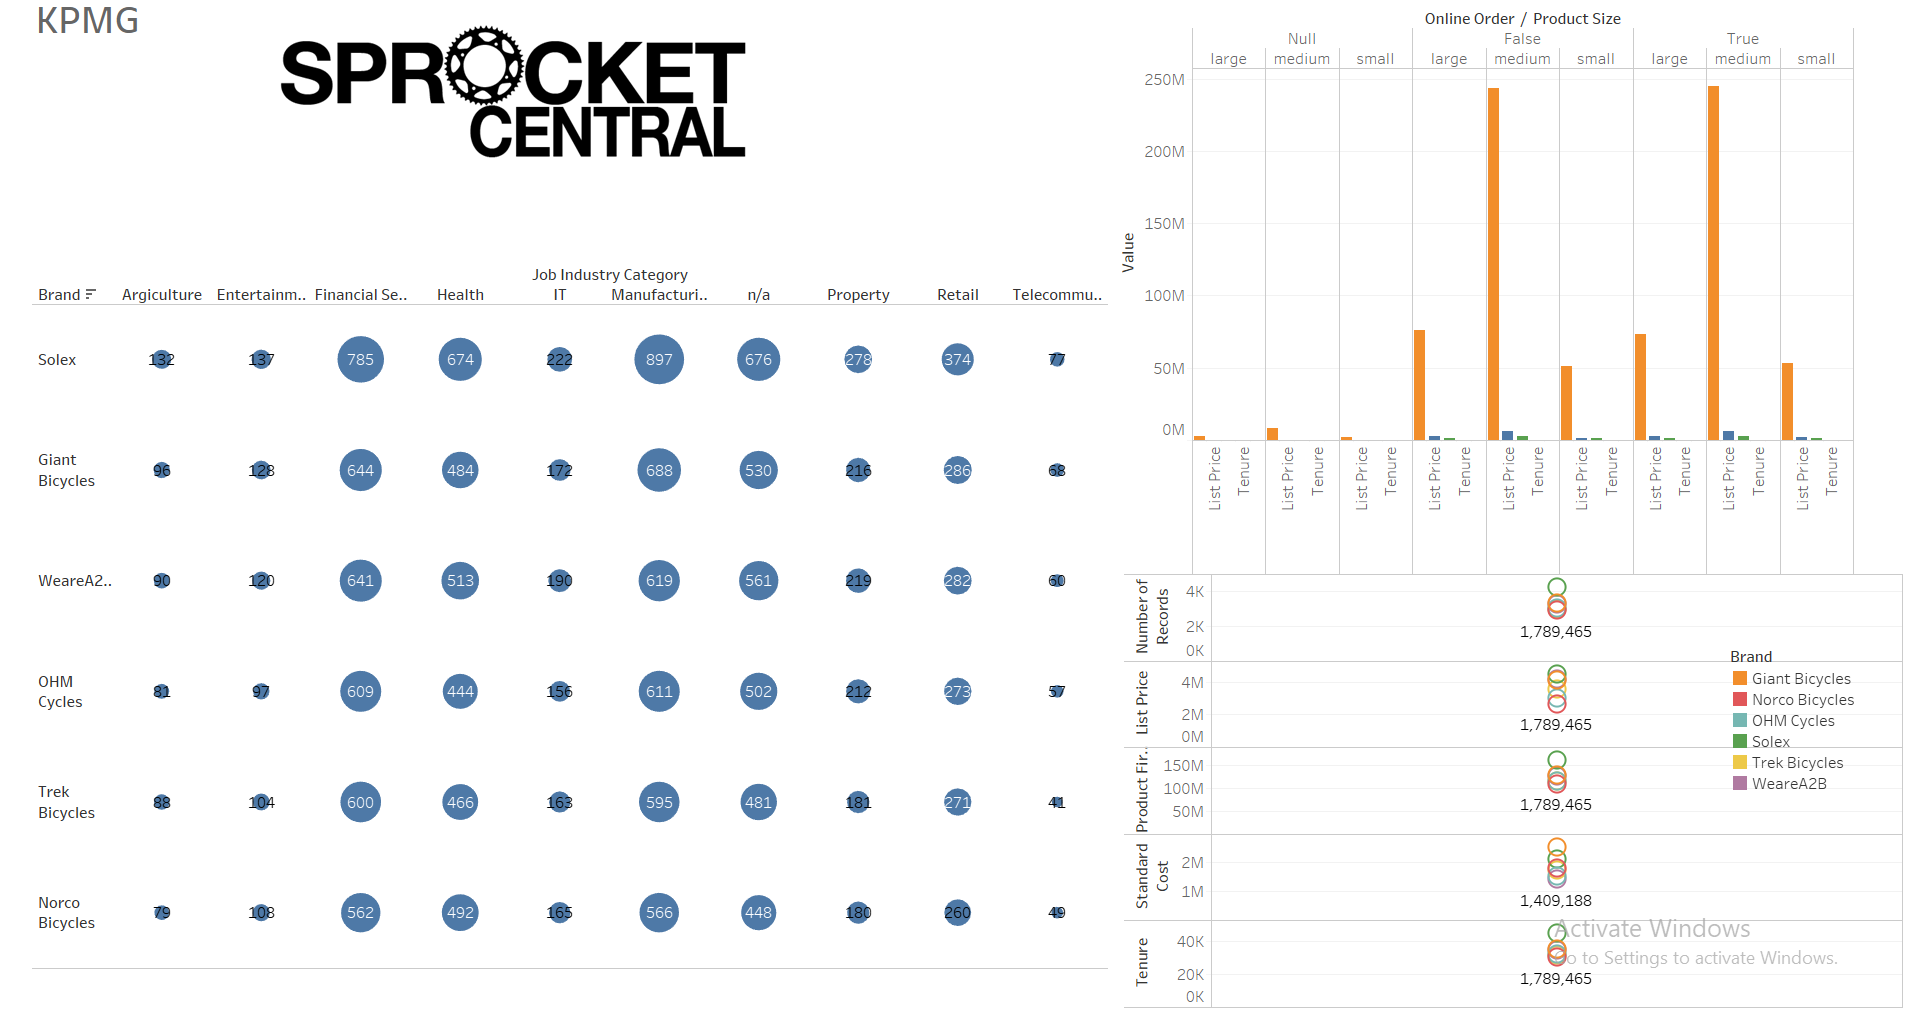 KPMG
SPROCKET
CENTRAL
Job Industry Category
Brand Argiculture Entertainm.. Financial Se.. Health IT Manufacturi.. n/a Property Retail Telecommu..
Solex 132 137 785 674 222 897 676 278 374 77
Giant Bicycles 96 128 644 484 172 688 530 216 286 68
WeareA2.. 90 120 641 513 190 619 561 219 282 60
OHM Cycles 81 97 609 444 156 611 502 212 273 57
Trek Bicycles 88 104 600 466 163 595 481 181 271 41
Norco Bicycles 79 108 562 492 165 566 448 180 260 49
Online Order / Product Size
Null False True
large medium small large medium small large medium small
Value
250M
200M
150M
100M
50M
0M
List Price Tenure List Price Tenure List Price Tenure List Price Tenure List Price Tenure List Price Tenure List Price Tenure List Price Tenure List Price Tenure
Number of Records
4K
2K
0K
1,789,465
List Price
4M
2M
0M
1,789,465
Product Fir..
150M
100M
50M
1,789,465
Standard Cost
2M
1M
1,409,188
Tenure
40K
20K
0K
1,789,465
Brand
Giant Bicycles
Norco Bicycles
OHM Cycles
Solex
Trek Bicycles
WeareA2B
Activate Windows
Go to Settings to activate Windows.